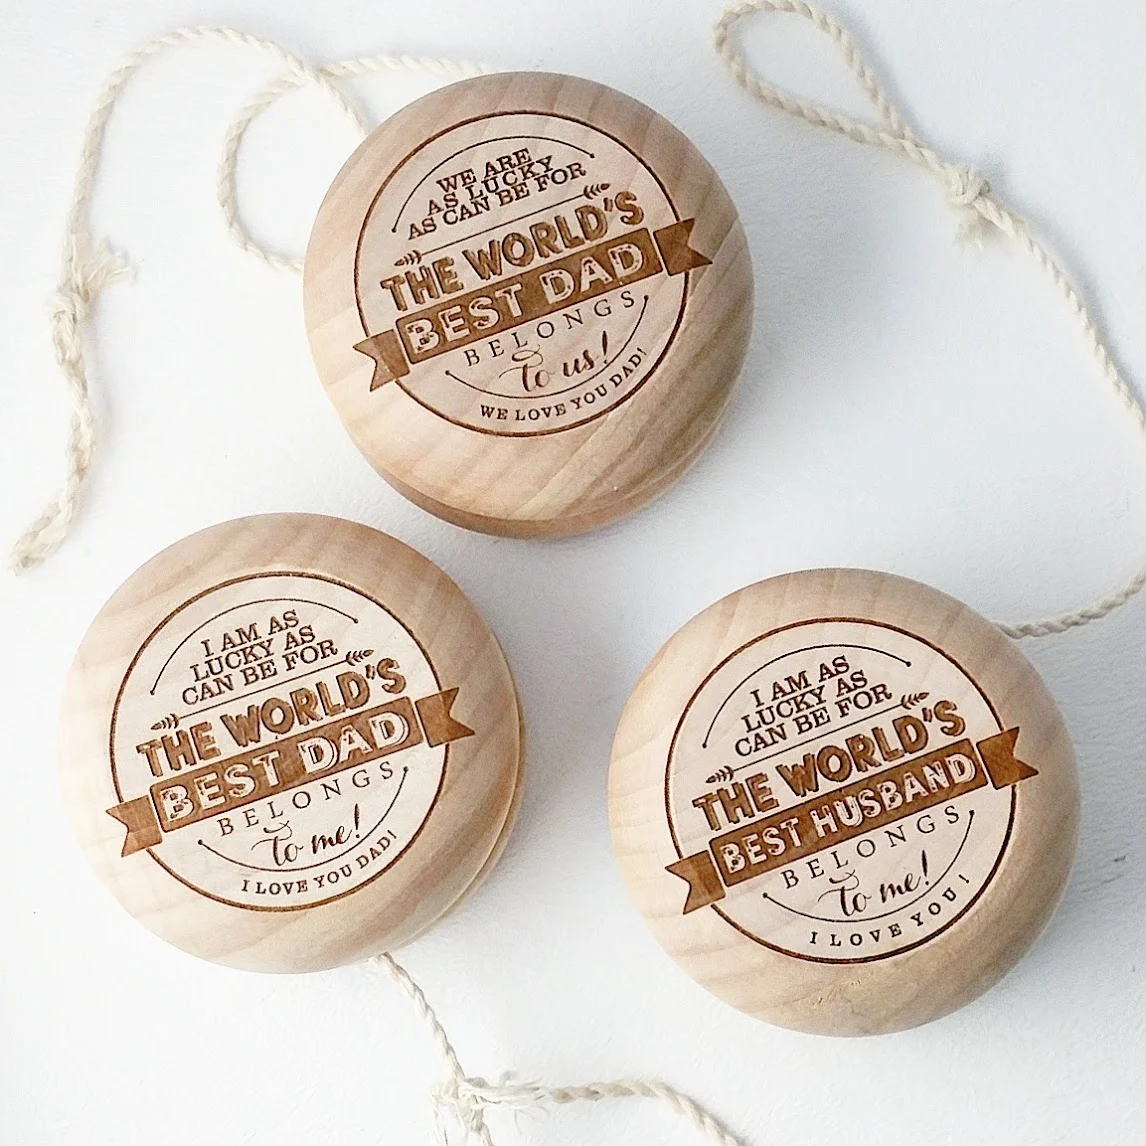 WE ARE
AS LUCKY
AS CAN BE FOR
THE WORLD'S
BEST DAD
BELONGS
to us!
WE LOVE YOU DAD!
I AM AS
LUCKY AS
CAN BE FOR
THE WORLD'S
BEST DAD
BELONGS
to me!
I LOVE YOU DAD!
I AM AS
LUCKY AS
CAN BE FOR
THE WORLD'S
BEST HUSBAND
BELONGS
to me!
I LOVE YOU!